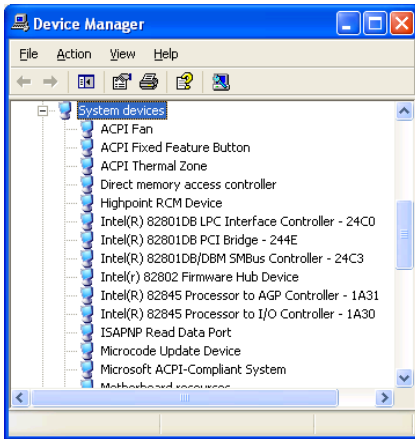 Device Manager
File Action View Help
System devices
ACPI Fan
ACPI Fixed Feature Button
ACPI Thermal Zone
Direct memory access controller
Highpoint RCM Device
Intel(R) 82801DB LPC Interface Controller - 24C0
Intel(R) 82801DB PCI Bridge - 244E
Intel(R) 82801DB/DBM SMBus Controller - 24C3
Intel(r) 82802 Firmware Hub Device
Intel(R) 82845 Processor to AGP Controller - 1A31
Intel(R) 82845 Processor to I/O Controller - 1A30
ISAPNP Read Data Port
Microcode Update Device
Microsoft ACPI-Compliant System
Motherboard resources